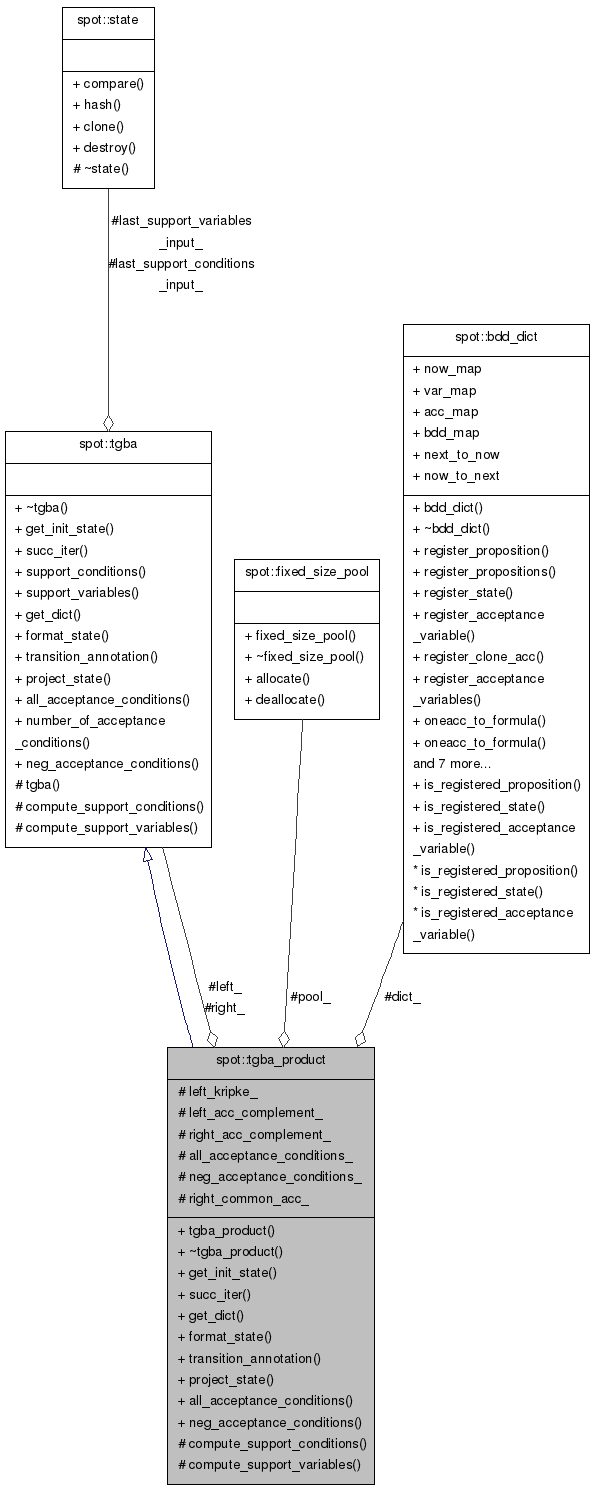 spot::state
+ compare()
+ hash()
+ clone()
+ destroy()
# ~state()
#last_support_variables
_input_
#last_support_conditions
_input_
spot::tgba
+ ~tgba()
+ get_init_state()
+ succ_iter()
+ support_conditions()
+ support_variables()
+ get_dict()
+ format_state()
+ transition_annotation()
+ project_state()
+ all_acceptance_conditions()
+ number_of_acceptance
_conditions()
+ neg_acceptance_conditions()
# tgba()
# compute_support_conditions()
# compute_support_variables()
spot::fixed_size_pool
+ fixed_size_pool()
+ ~fixed_size_pool()
+ allocate()
+ deallocate()
spot::bdd_dict
+ now_map
+ var_map
+ acc_map
+ bdd_map
+ next_to_now
+ now_to_next
+ bdd_dict()
+ ~bdd_dict()
+ register_proposition()
+ register_propositions()
+ register_state()
+ register_acceptance
_variable()
+ register_clone_acc()
+ register_acceptance
_variables()
+ oneacc_to_formula()
+ oneacc_to_formula()
and 7 more...
+ is_registered_proposition()
+ is_registered_state()
+ is_registered_acceptance
_variable()
* is_registered_proposition()
* is_registered_state()
* is_registered_acceptance
_variable()
#left_
#right_
#pool_
#dict_
spot::tgba_product
# left_kripke_
# left_acc_complement_
# right_acc_complement_
# all_acceptance_conditions_
# neg_acceptance_conditions_
# right_common_acc_
+ tgba_product()
+ ~tgba_product()
+ get_init_state()
+ succ_iter()
+ get_dict()
+ format_state()
+ transition_annotation()
+ project_state()
+ all_acceptance_conditions()
+ neg_acceptance_conditions()
# compute_support_conditions()
# compute_support_variables()